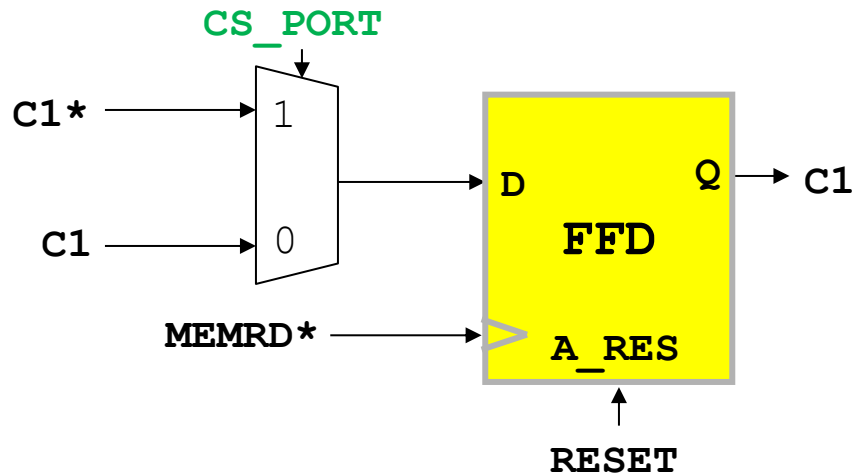 CS_PORT
C1*
1
D
Q
C1
C1
0
FFD
MEMRD*
A_RES
RESET